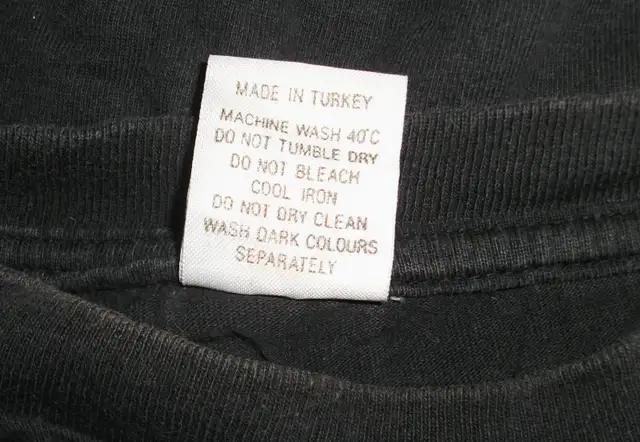 MADE IN TURKEY
MACHINE WASH 40°C
DO NOT TUMBLE DRY
DO NOT BLEACH
COOL IRON
DO NOT DRY CLEAN
WASH DARK COLOURS
SEPARATELY